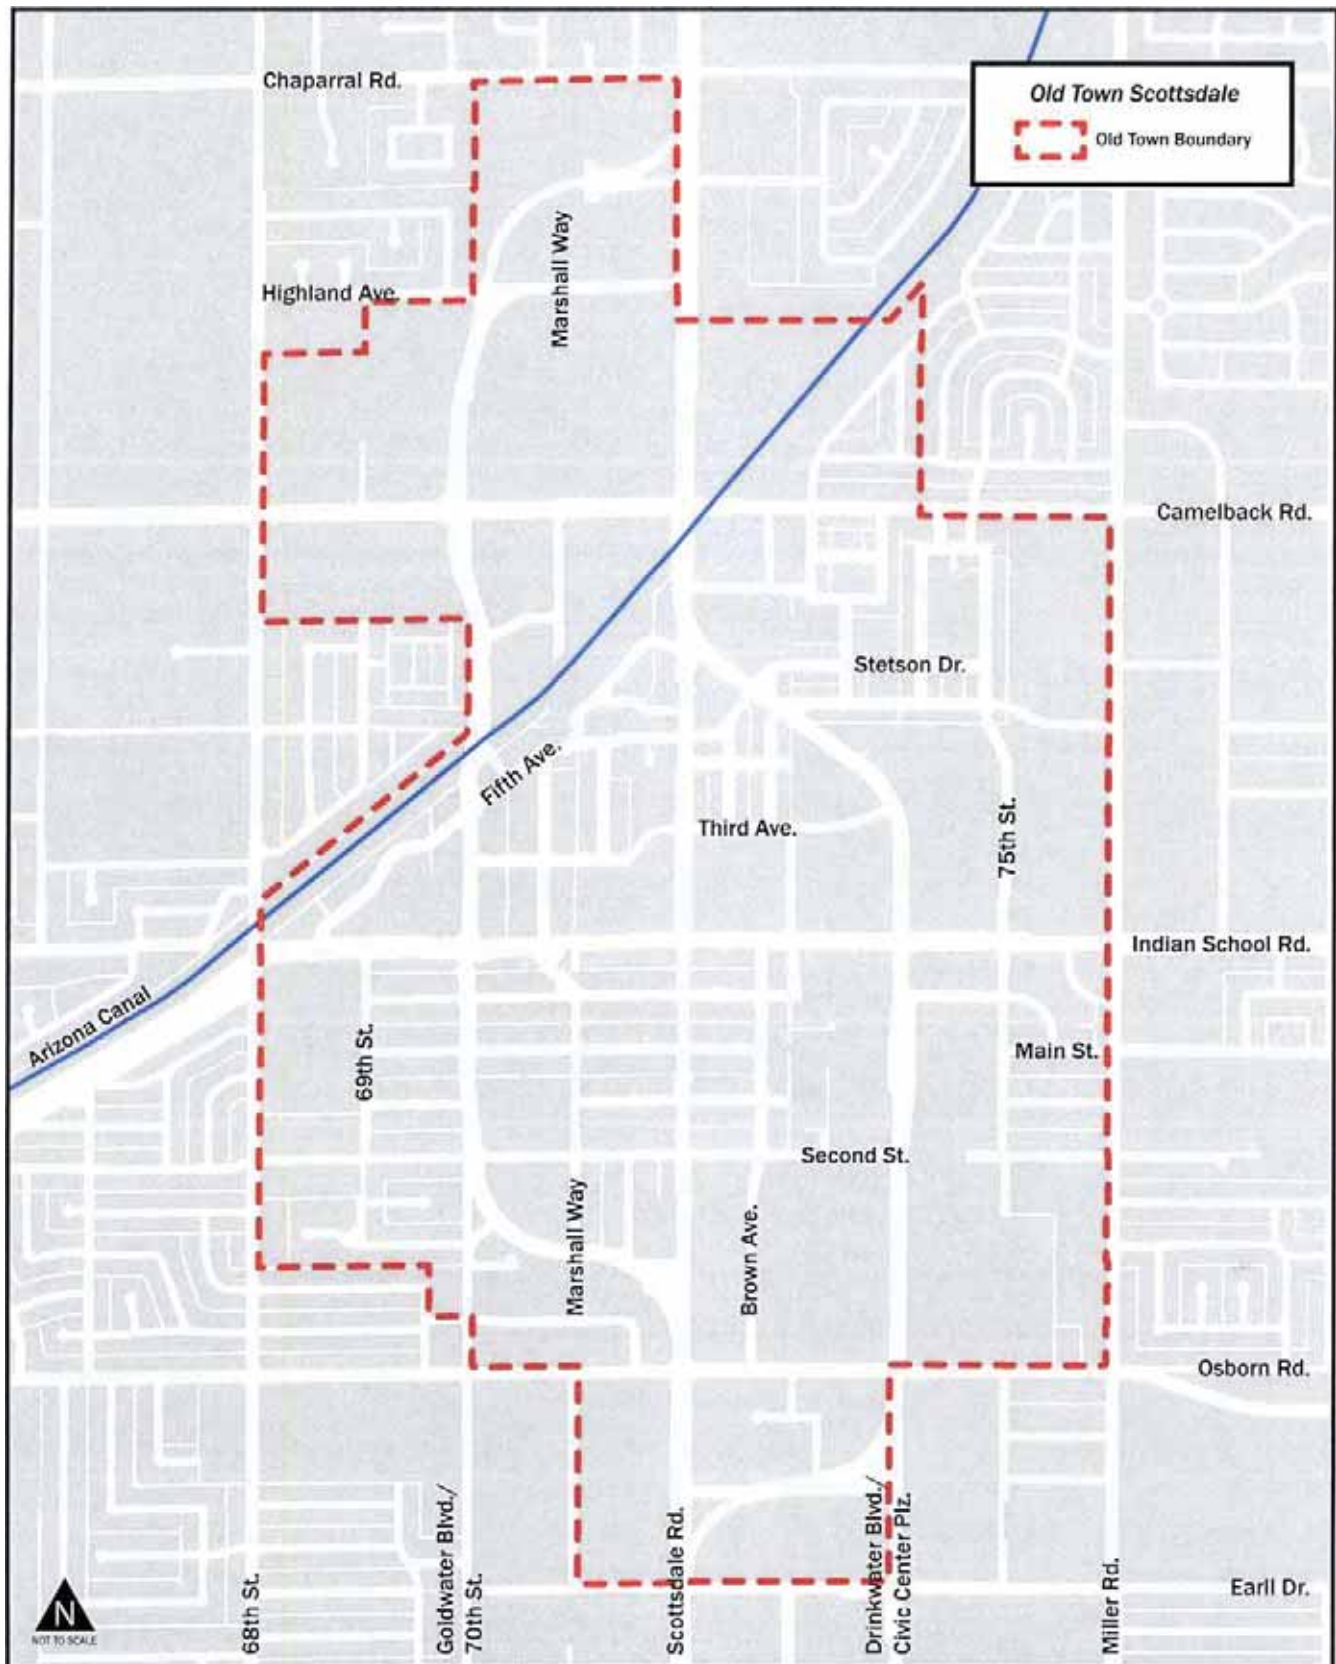 Chaparral Rd.
Old Town Scottsdale
Old Town Boundary
Marshall Way
Highland Ave.
Camelback Rd.
Stetson Dr.
Fifth Ave.
Third Ave.
75th St.
Indian School Rd.
Arizona Canal
69th St.
Main St.
Second St.
Marshall Way
Brown Ave.
Osborn Rd.
68th St.
Goldwater Blvd./
70th St.
Scottsdale Rd.
Drinkwater Blvd./
Civic Center Plz.
Miller Rd.
Earll Dr.
N
NOT TO SCALE